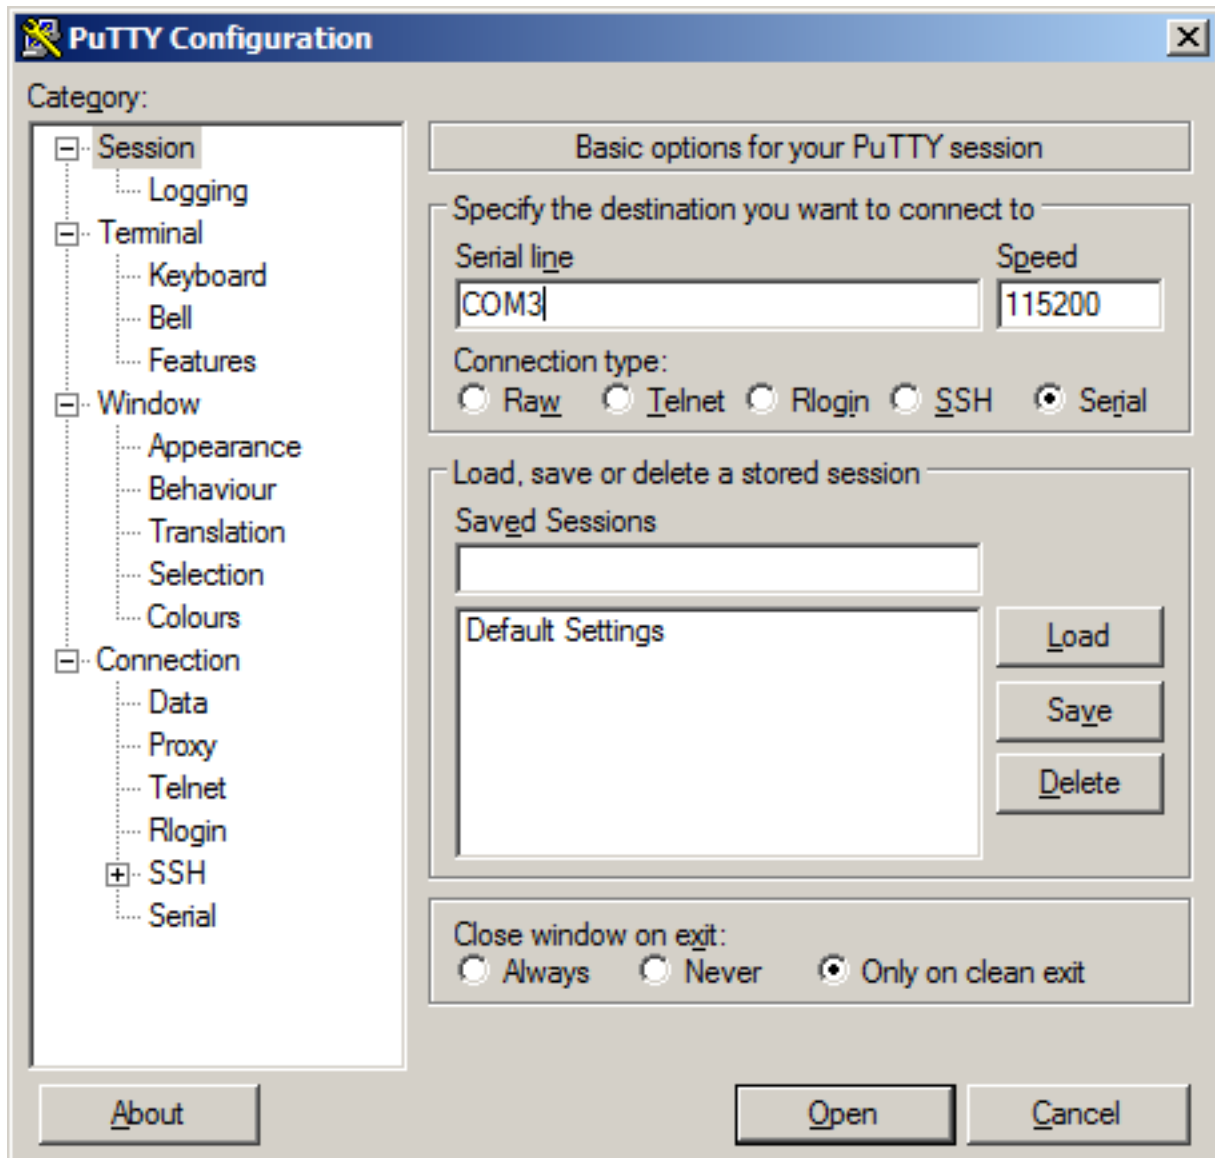 PuTTY Configuration
Category:
Session
Logging
Terminal
Keyboard
Bell
Features
Window
Appearance
Behaviour
Translation
Selection
Colours
Connection
Data
Proxy
Telnet
Rlogin
SSH
Serial
Basic options for your PuTTY session
Specify the destination you want to connect to
Serial line Speed
COM3 115200
Connection type:
Raw Telnet Rlogin SSH Serial
Load, save or delete a stored session
Saved Sessions
Default Settings
Load
Save
Delete
Close window on exit:
Always Never Only on clean exit
About Open Cancel